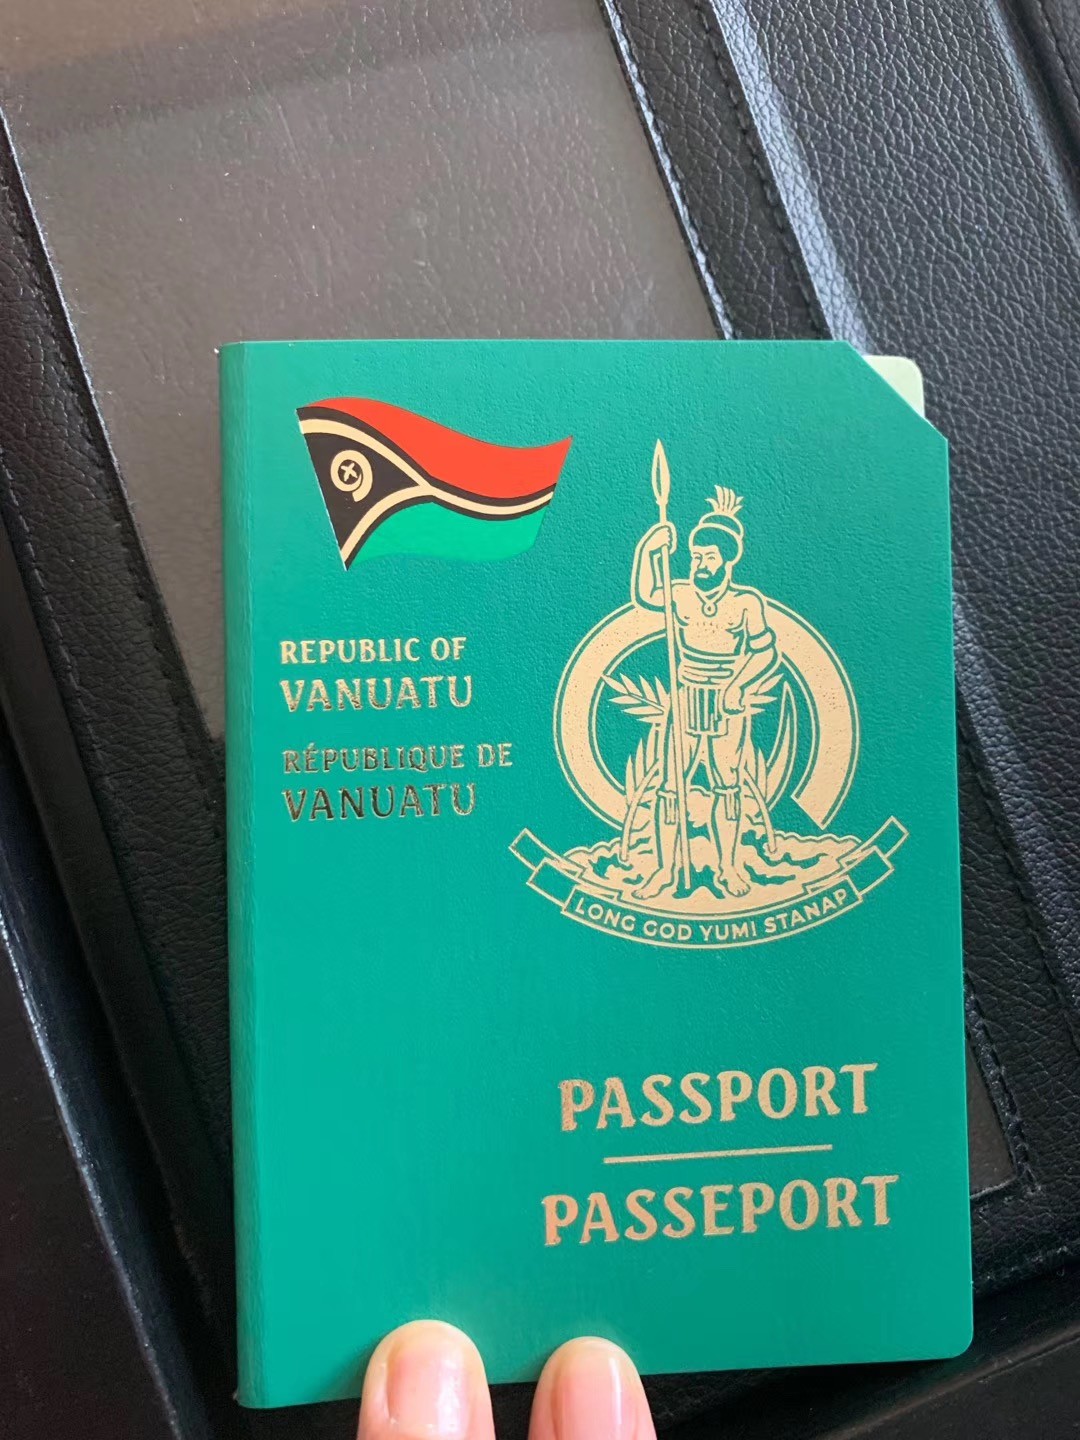 REPUBLIC OF
VANUATU
RÉPUBLIQUE DE
VANUATU
LONG GOD YUMI STANAP
PASSPORT
PASSEPORT